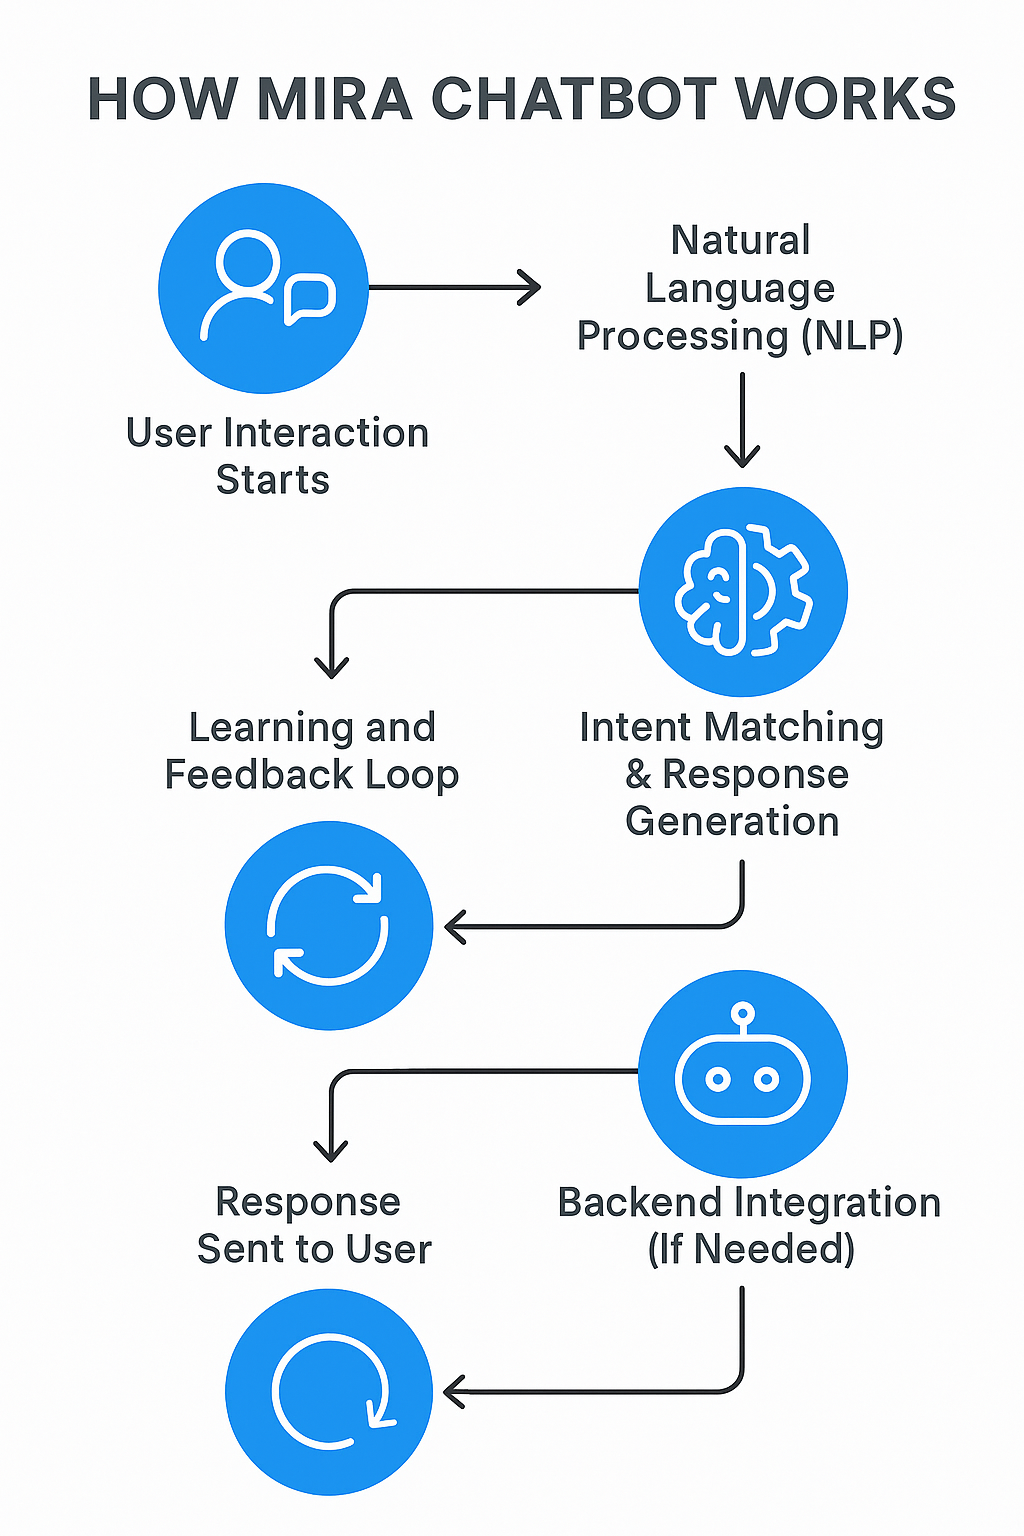 HOW MIRA CHATBOT WORKS
User Interaction
Starts
Natural
Language
Processing (NLP)
Learning and
Feedback Loop
Intent Matching
& Response
Generation
Response
Sent to User
Backend Integration
(If Needed)